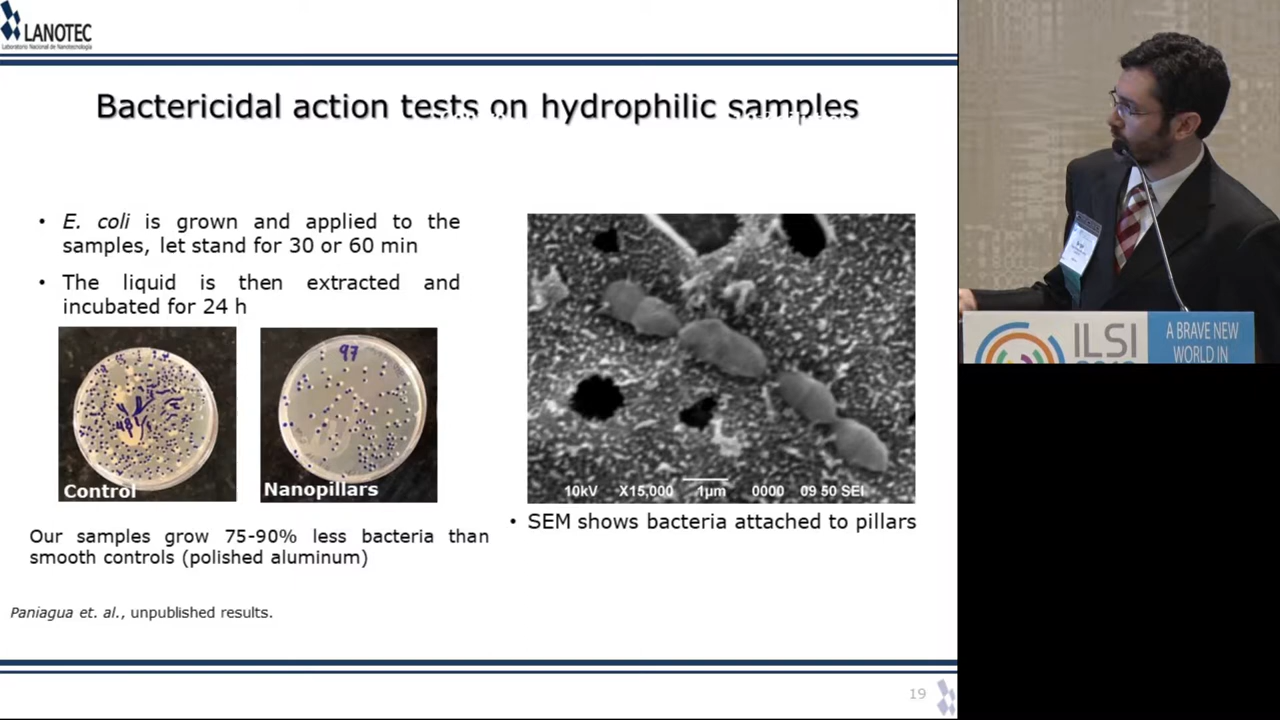 LANOTEC
Laboratorio Nacional de Nanotecnología
Bactericidal action tests on hydrophilic samples
• E. coli is grown and applied to the
samples, let stand for 30 or 60 min
• The liquid is then extracted and
incubated for 24 h
97
Control
Nanopillars
10kV X15,000 1µm 0000 09 50 SEI
• SEM shows bacteria attached to pillars
Our samples grow 75-90% less bacteria than
smooth controls (polished aluminum)
Paniagua et. al., unpublished results.
19
ILSI
A BRAVE NEW
WORLD IN